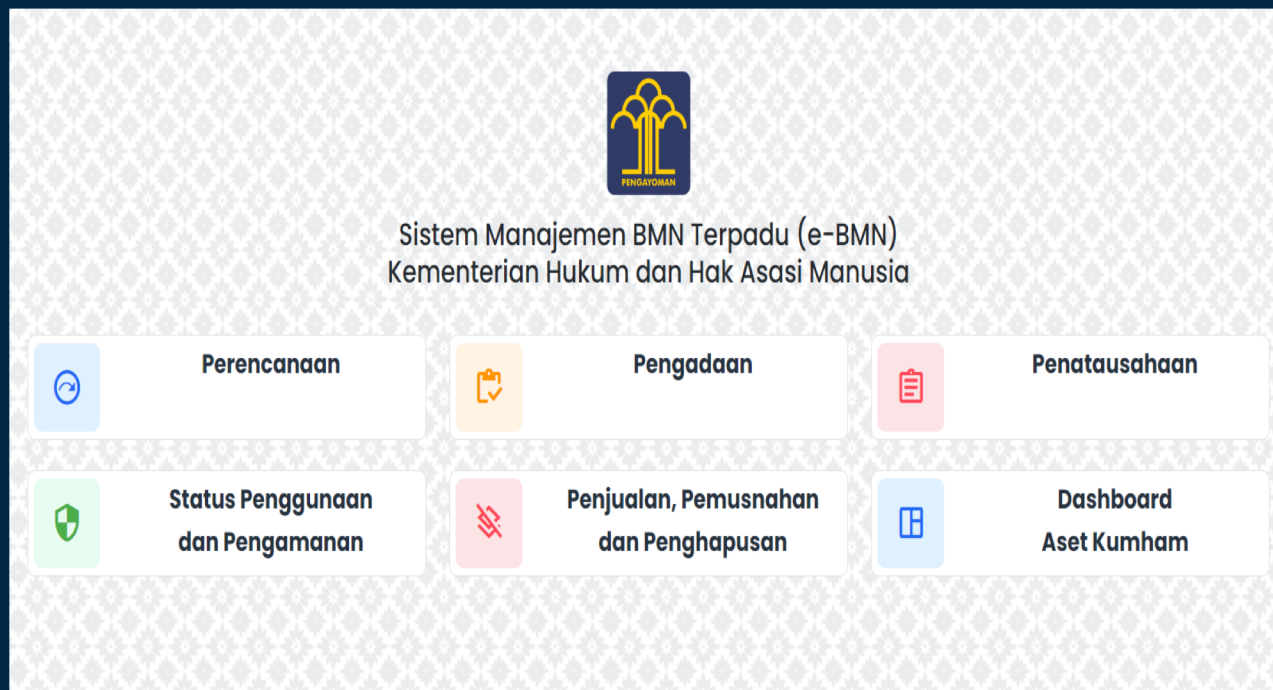 PENGAYOMAN
Sistem Manajemen BMN Terpadu (e-BMN)
Kementerian Hukum dan Hak Asasi Manusia
Perencanaan
Pengadaan
Penatausahaan
Status Penggunaan
dan Pengamanan
Penjualan, Pemusnahan
dan Penghapusan
Dashboard
Aset Kumham